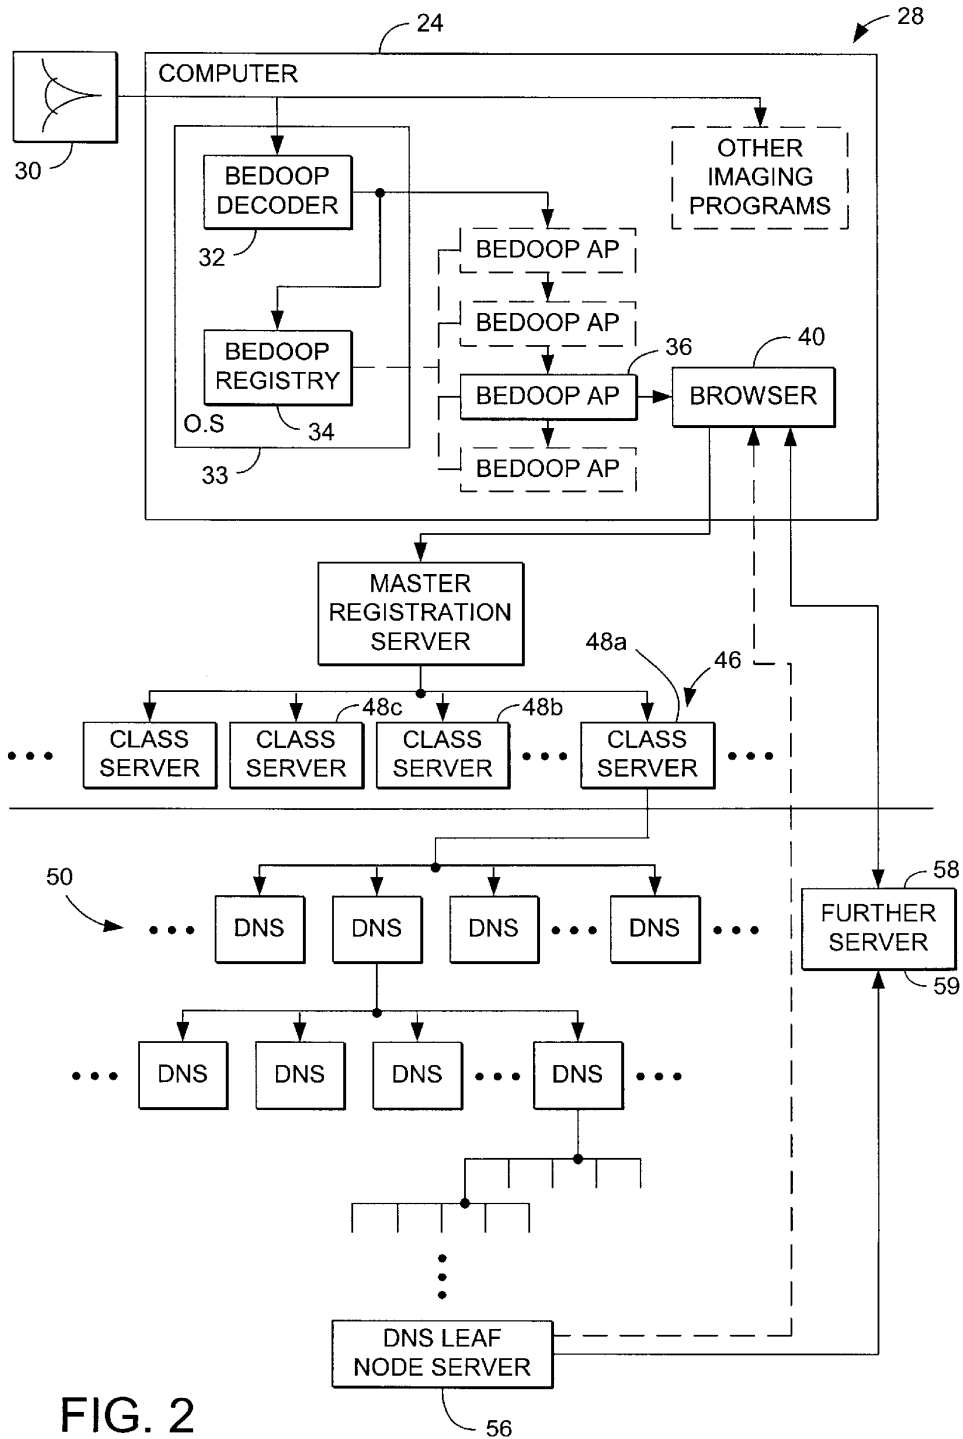 24
28
COMPUTER
30
BEDOOP
DECODER
32
OTHER
IMAGING
PROGRAMS
BEDOOP AP
BEDOOP AP
BEDOOP
REGISTRY
34
O.S
33
36
BEDOOP AP
40
BROWSER
BEDOOP AP
MASTER
REGISTRATION
SERVER
48a
46
48c
48b
CLASS
SERVER
CLASS
SERVER
CLASS
SERVER
CLASS
SERVER
50
DNS
DNS
DNS
DNS
58
FURTHER
SERVER
59
DNS
DNS
DNS
DNS
DNS LEAF
NODE SERVER
56
FIG. 2